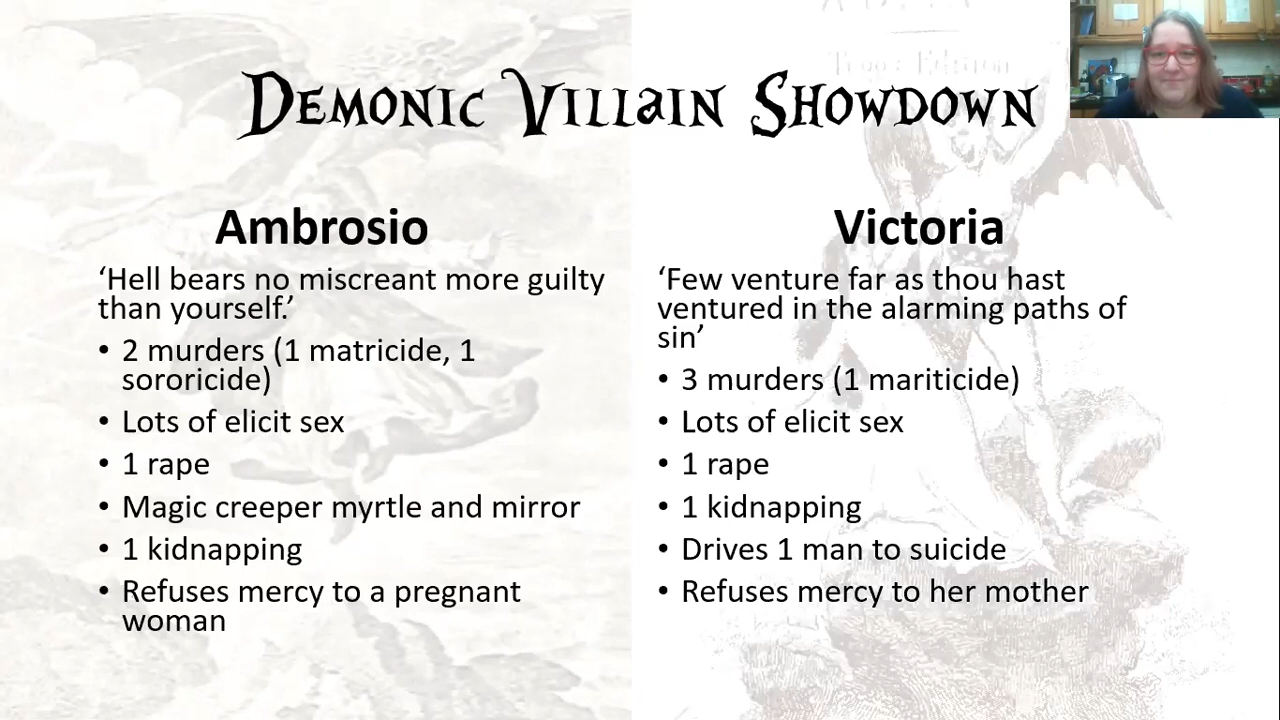 Demonic Villain Showdown
Ambrosio
‘Hell bears no miscreant more guilty
than yourself.’
• 2 murders (1 matricide, 1
sororicide)
• Lots of elicit sex
• 1 rape
• Magic creeper myrtle and mirror
• 1 kidnapping
• Refuses mercy to a pregnant
woman
Victoria
‘Few venture far as thou hast
ventured in the alarming paths of
sin’
• 3 murders (1 mariticide)
• Lots of elicit sex
• 1 rape
• 1 kidnapping
• Drives 1 man to suicide
• Refuses mercy to her mother